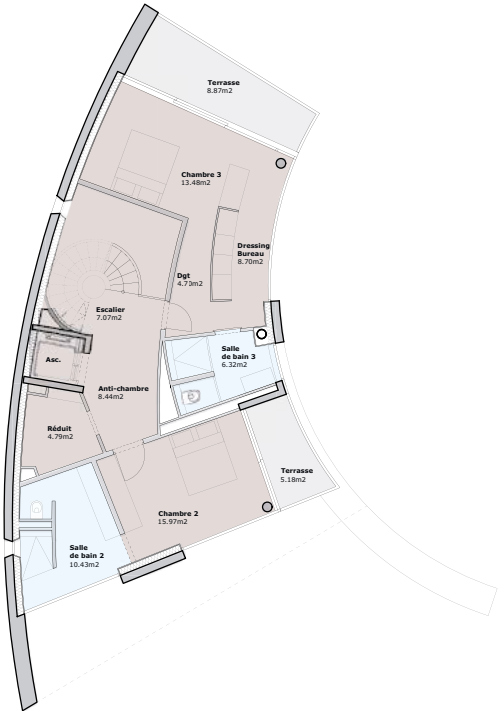 Terrasse
8.87m2
Chambre 3
13.48m2
Dressing
Bureau
8.70m2
Dgt
4.70m2
Escalier
7.07m2
Asc.
Salle
de bain 3
6.32m2
Anti-chambre
8.44m2
Réduit
4.79m2
Terrasse
5.18m2
Chambre 2
15.97m2
Salle
de bain 2
10.43m2